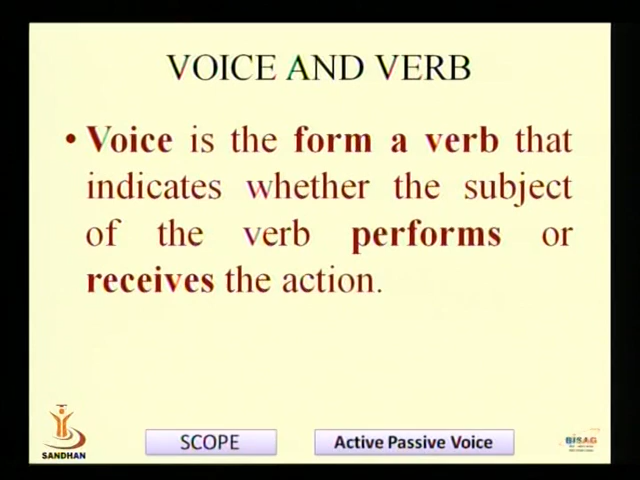 VOICE AND VERB
• Voice is the form a verb that
indicates whether the subject
of the verb performs or
receives the action.
SANDHAN
SCOPE
Active Passive Voice
BISAG